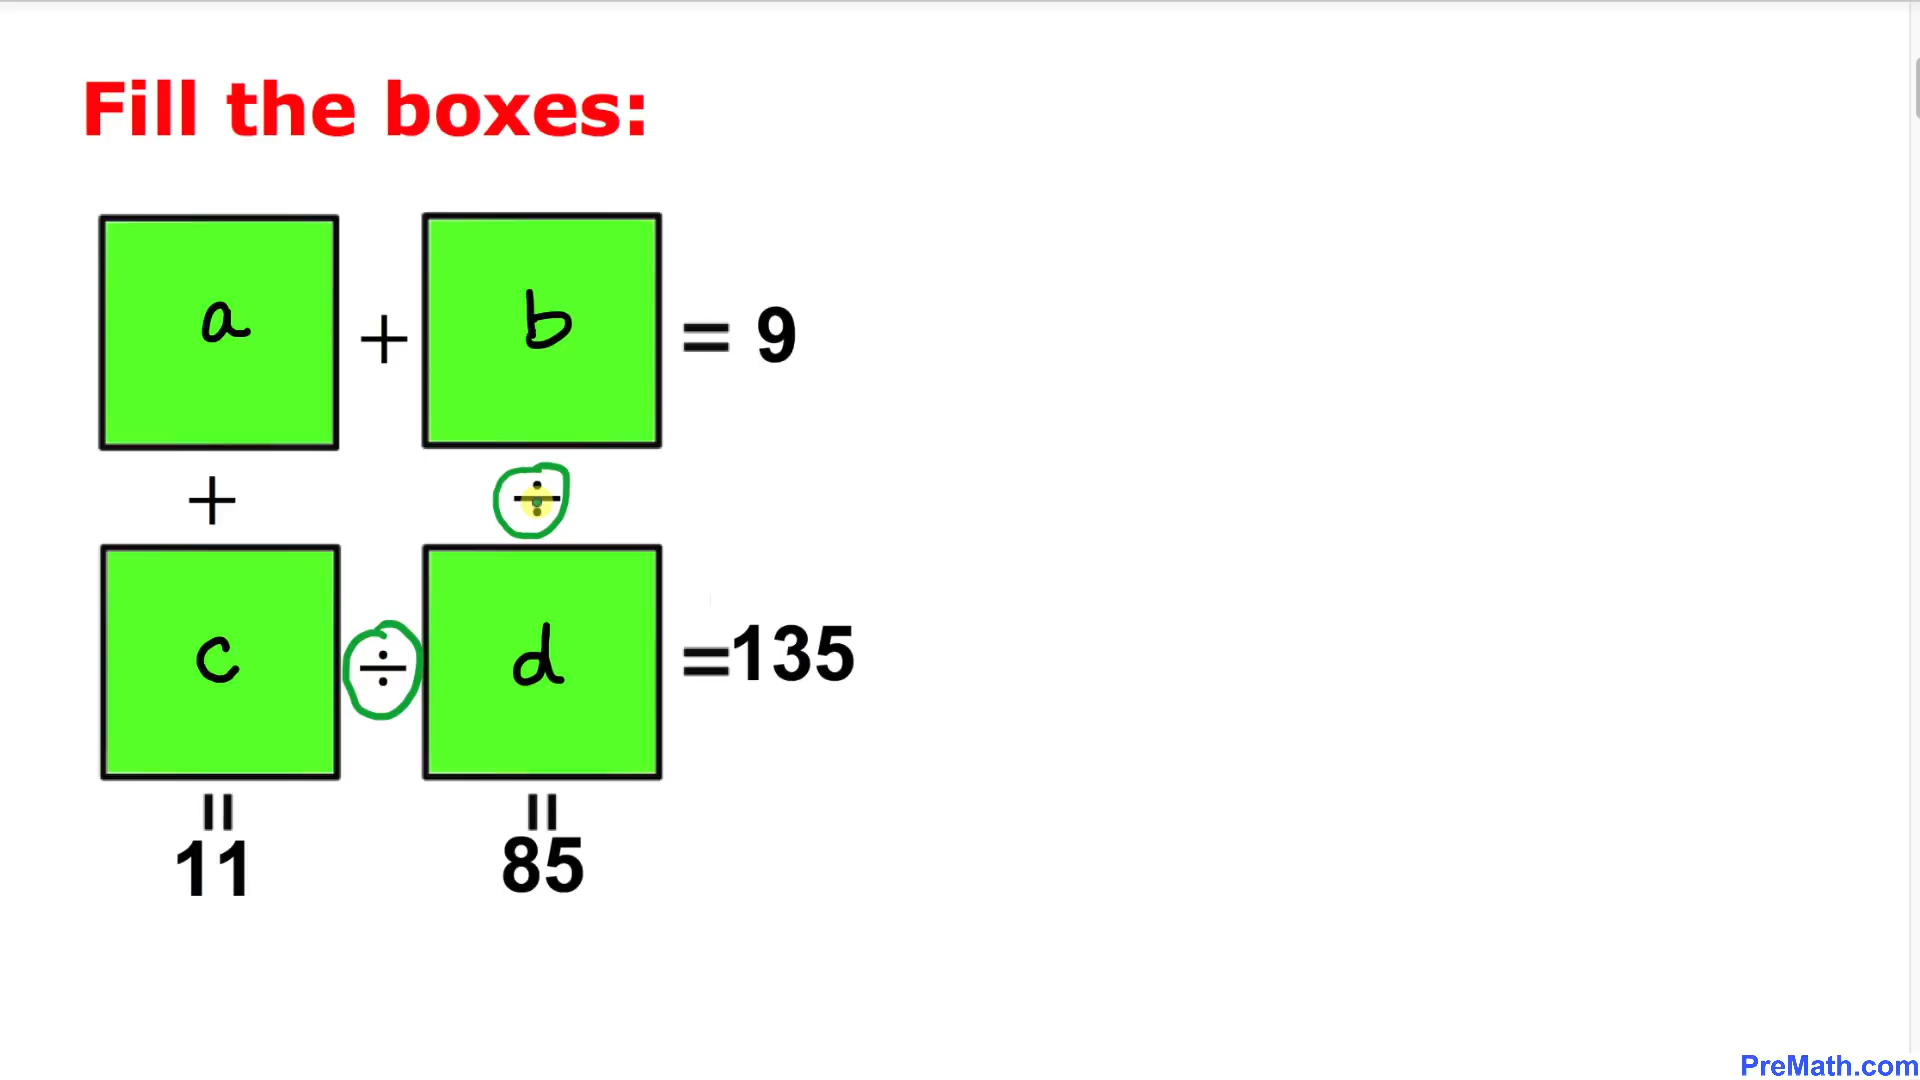 Fill the boxes:
a + b = 9
+ ÷
c ÷ d =135
= =
11 85
PreMath.com